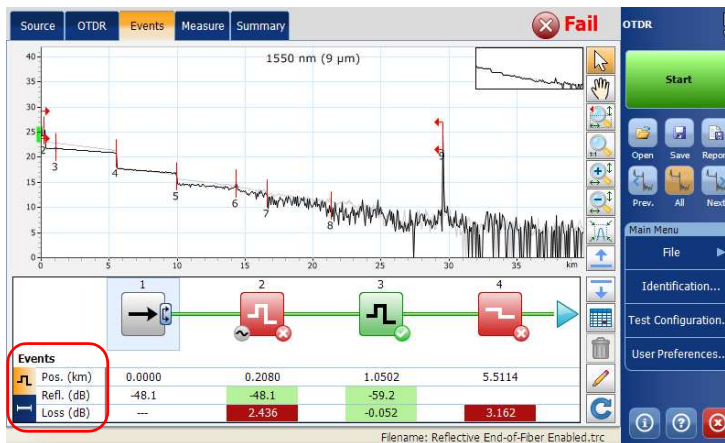 Source OTDR Events Measure Summary Fail
1550 nm (9 µm)
40
35
30
25
20
15
10
5
0
2 3 4 5 6 7 8 9
0 5 10 15 20 25 30 35 km
1 2 3 4
Events
Pos. (km) 0.0000 0.2080 1.0502 5.5114
Refl. (dB) -48.1 -48.1 -59.2
Loss (dB) --- 2.436 -0.052 3.162
Filename: Reflective End-of-Fiber Enabled.trc
OTDR
Start
Open Save Repor
Prev. All Next
Main Menu
File
Identification...
Test Configuration.
User Preferences..